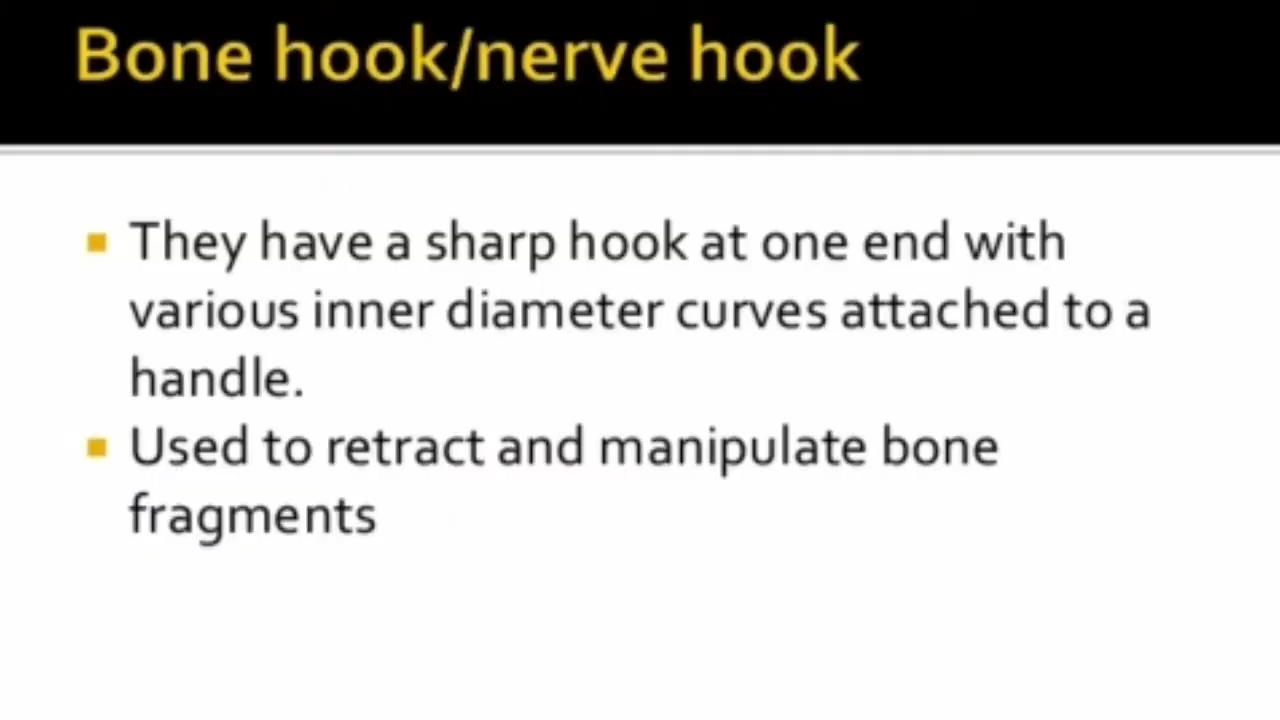 Bone hook/nerve hook
They have a sharp hook at one end with
various inner diameter curves attached to a
handle.
Used to retract and manipulate bone
fragments